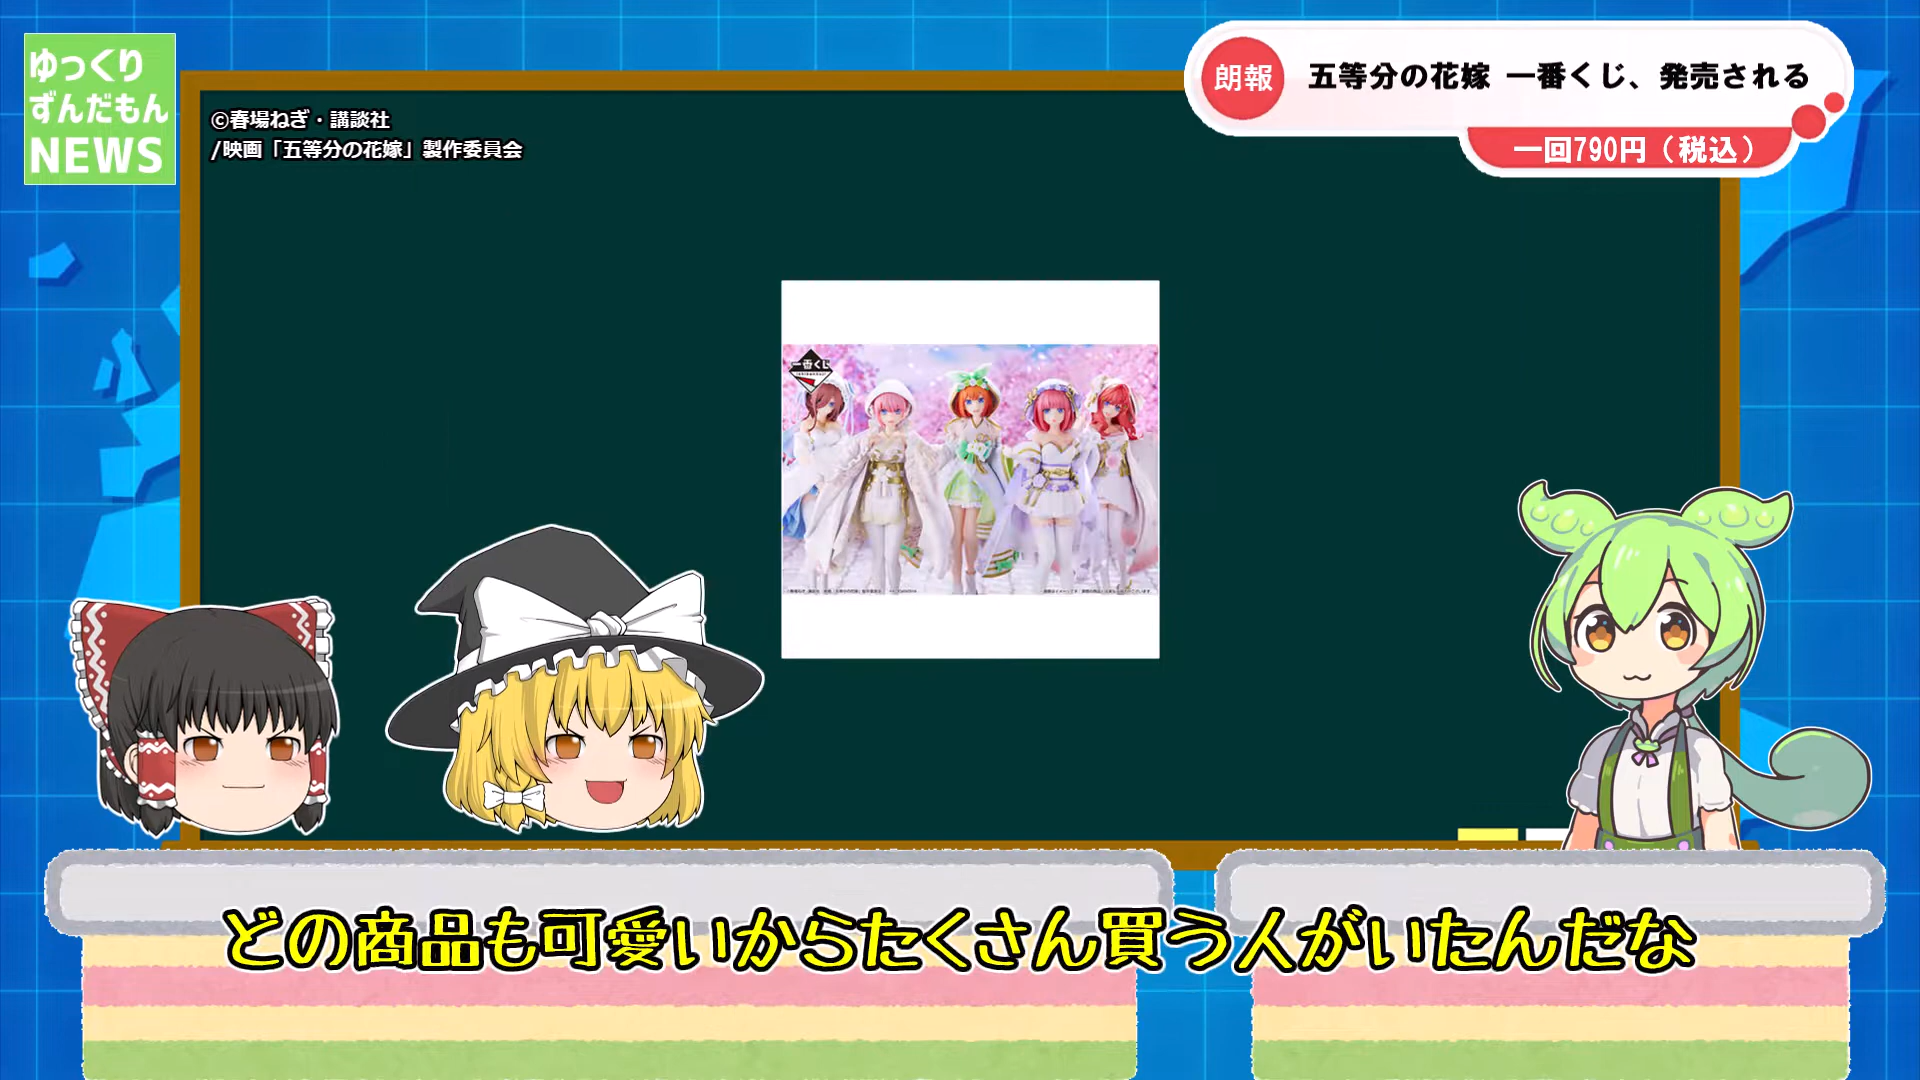 ゆっくり
ずんだもん
NEWS
©春場ねぎ・講談社
/映画「五等分の花嫁」製作委員会
朗報
五等分の花嫁 一番くじ、発売される
一回790円（税込）
一番くじ
どの商品も可愛いからたくさん買う人がいたんだな